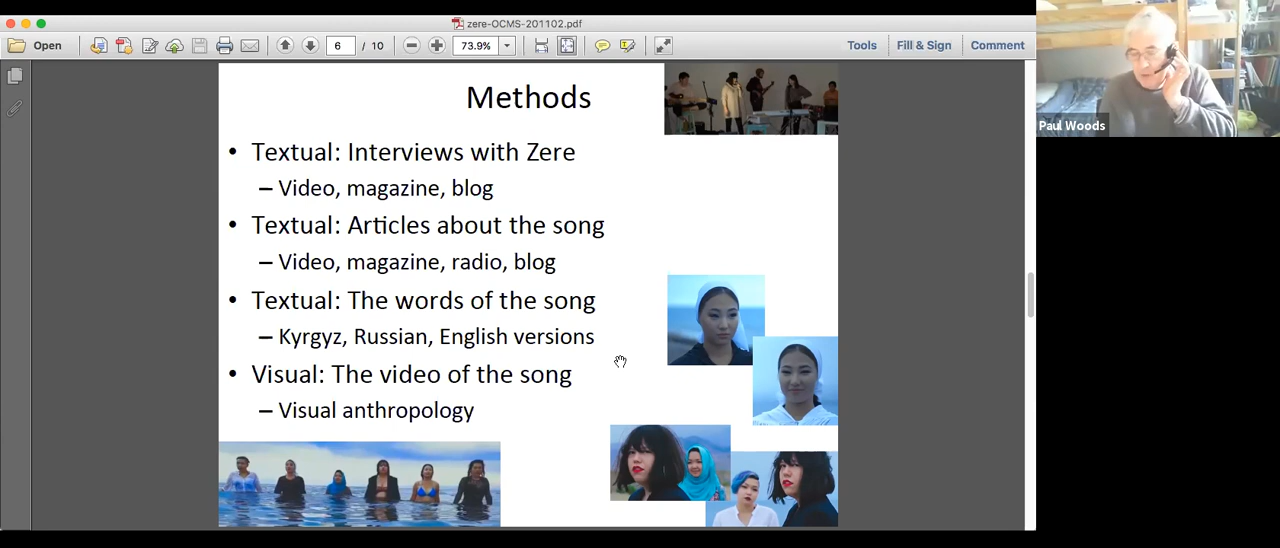 zere-OCMS-201102.pdf
Open
6 / 10
73.9%
Tools
Fill & Sign
Comment
Paul Woods
Methods
• Textual: Interviews with Zere
– Video, magazine, blog
• Textual: Articles about the song
– Video, magazine, radio, blog
• Textual: The words of the song
– Kyrgyz, Russian, English versions
• Visual: The video of the song
– Visual anthropology